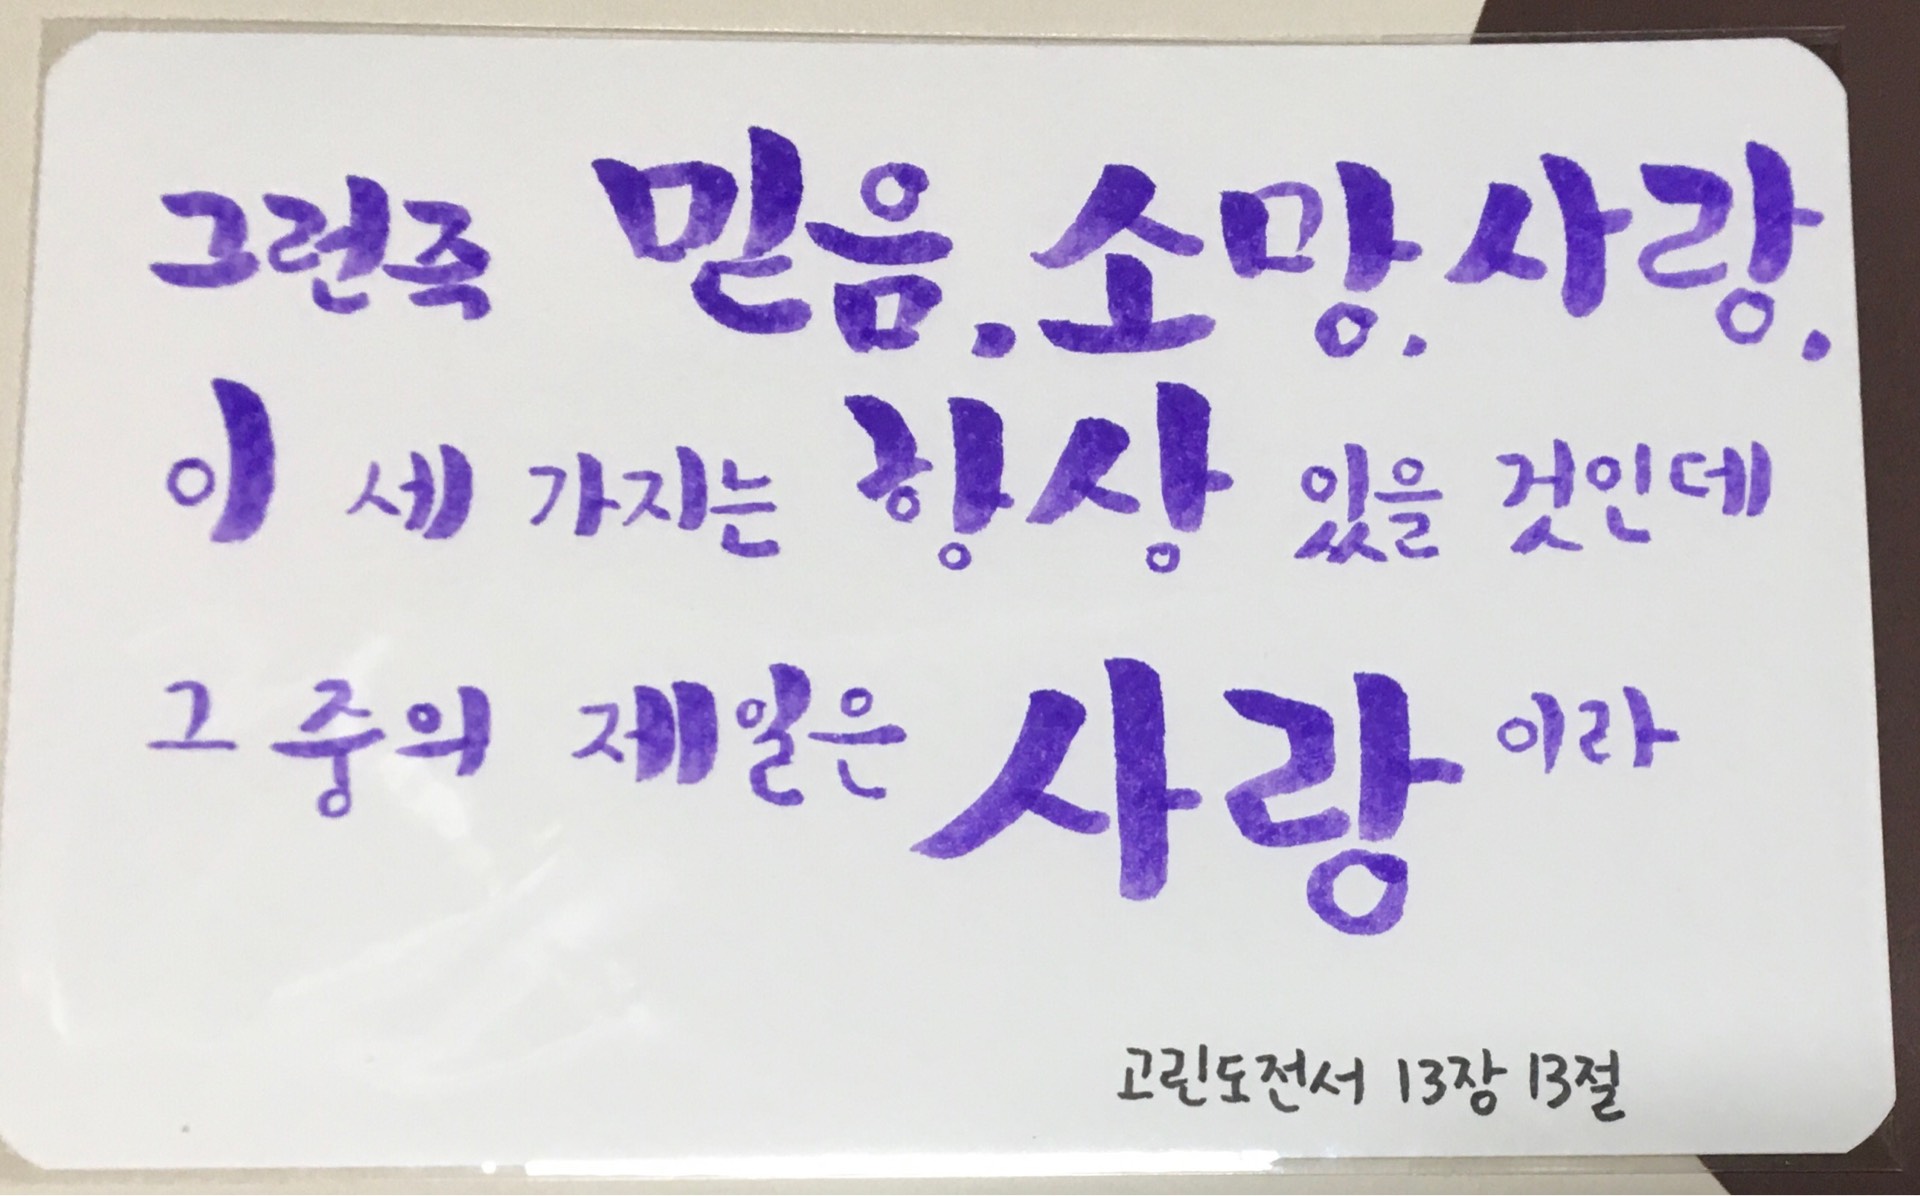 그런즉 믿음. 소망. 사랑.
이 세 가지는 항상 있을 것인데
그 중의 제일은 사랑이라
고린도전서 13장 13절